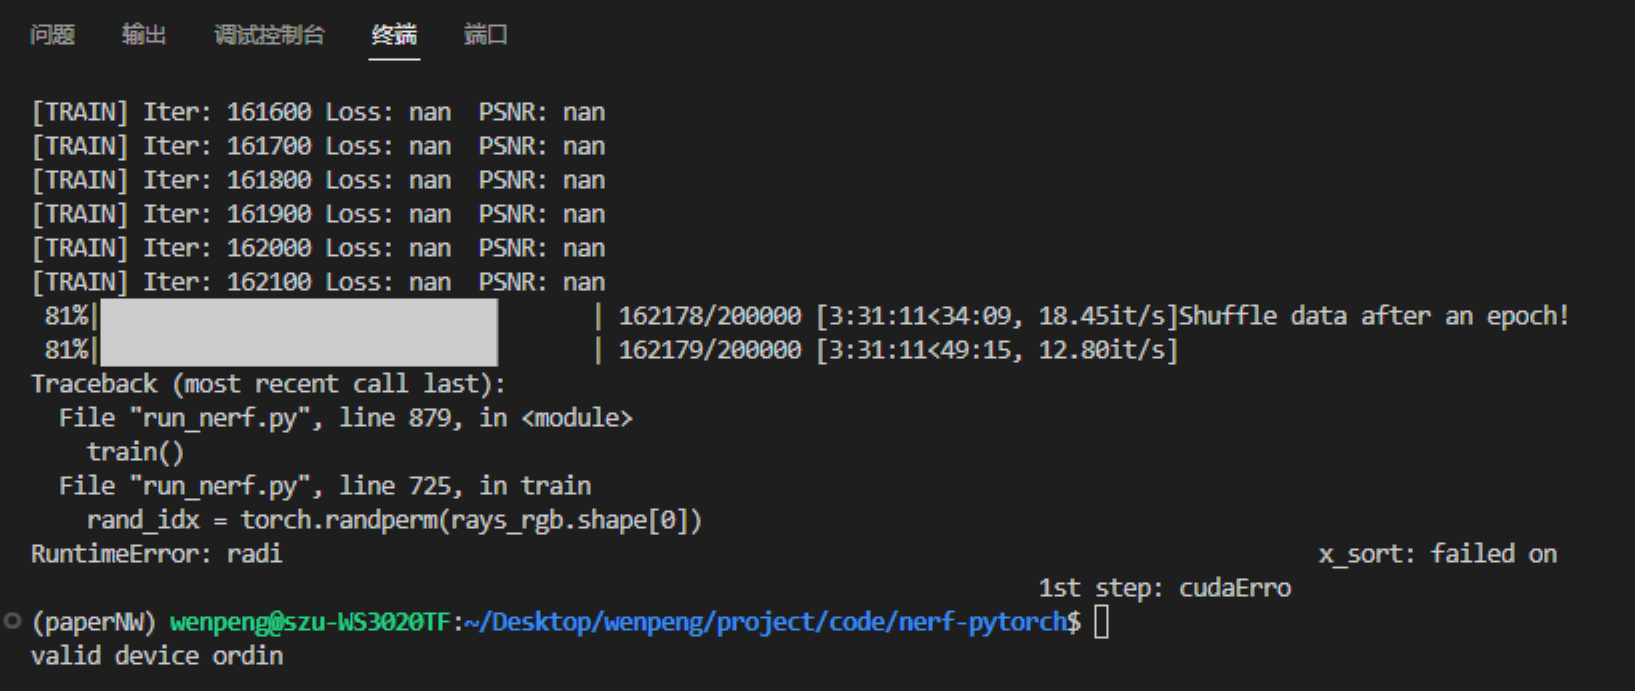 问题 输出 调试控制台 终端 端口
[TRAIN] Iter: 161600 Loss: nan  PSNR: nan
[TRAIN] Iter: 161700 Loss: nan  PSNR: nan
[TRAIN] Iter: 161800 Loss: nan  PSNR: nan
[TRAIN] Iter: 161900 Loss: nan  PSNR: nan
[TRAIN] Iter: 162000 Loss: nan  PSNR: nan
[TRAIN] Iter: 162100 Loss: nan  PSNR: nan
81%| | 162178/200000 [3:31:11<34:09, 18.45it/s]Shuffle data after an epoch!
81%| | 162179/200000 [3:31:11<49:15, 12.80it/s]
Traceback (most recent call last):
  File "run_nerf.py", line 879, in <module>
    train()
  File "run_nerf.py", line 725, in train
    rand_idx = torch.randperm(rays_rgb.shape[0])
RuntimeError: radi x_sort: failed on
1st step: cudaErro
(paperNW) wenpeng@szu-WS3020TF:~/Desktop/wenpeng/project/code/nerf-pytorch$
valid device ordin